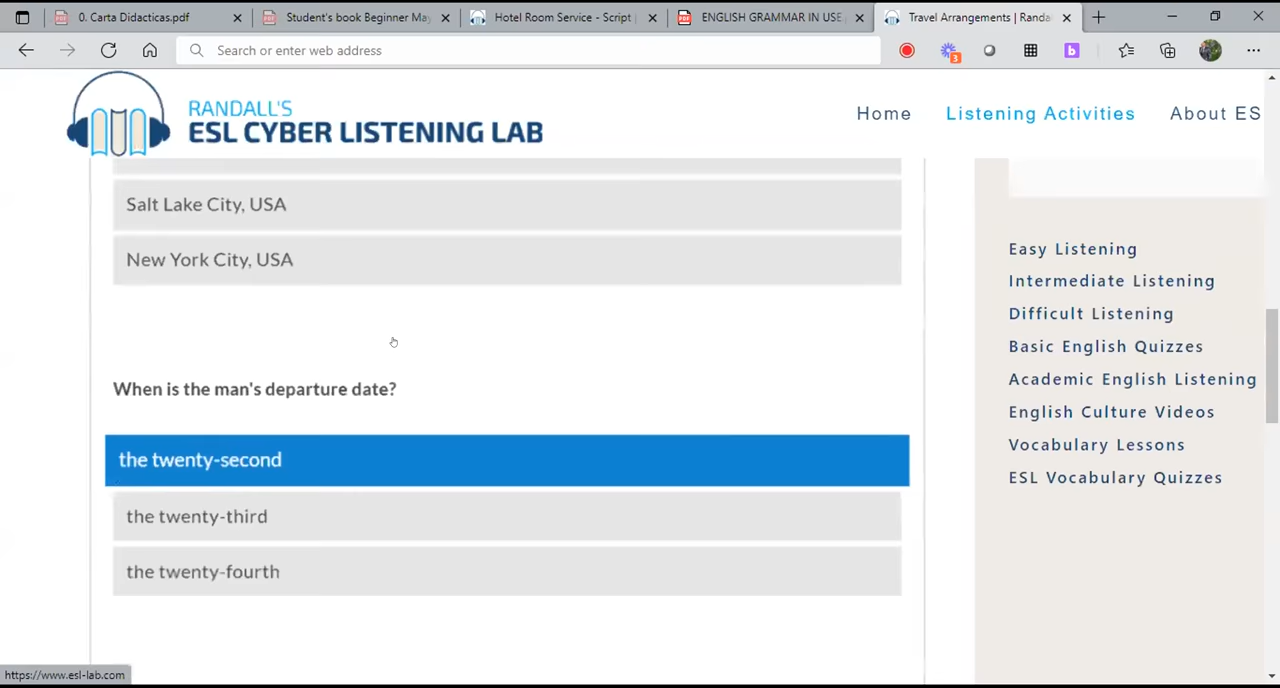 0. Carta Didacticas.pdf
Student's book Beginner Ma
Hotel Room Service - Script
ENGLISH GRAMMAR IN USE
Travel Arrangements | Randa
Search or enter web address
3
b
RANDALL'S
ESL CYBER LISTENING LAB
Home
Listening Activities
About ES
Salt Lake City, USA
New York City, USA
When is the man's departure date?
the twenty-second
the twenty-third
the twenty-fourth
Easy Listening
Intermediate Listening
Difficult Listening
Basic English Quizzes
Academic English Listening
English Culture Videos
Vocabulary Lessons
ESL Vocabulary Quizzes
https://www.esl-lab.com